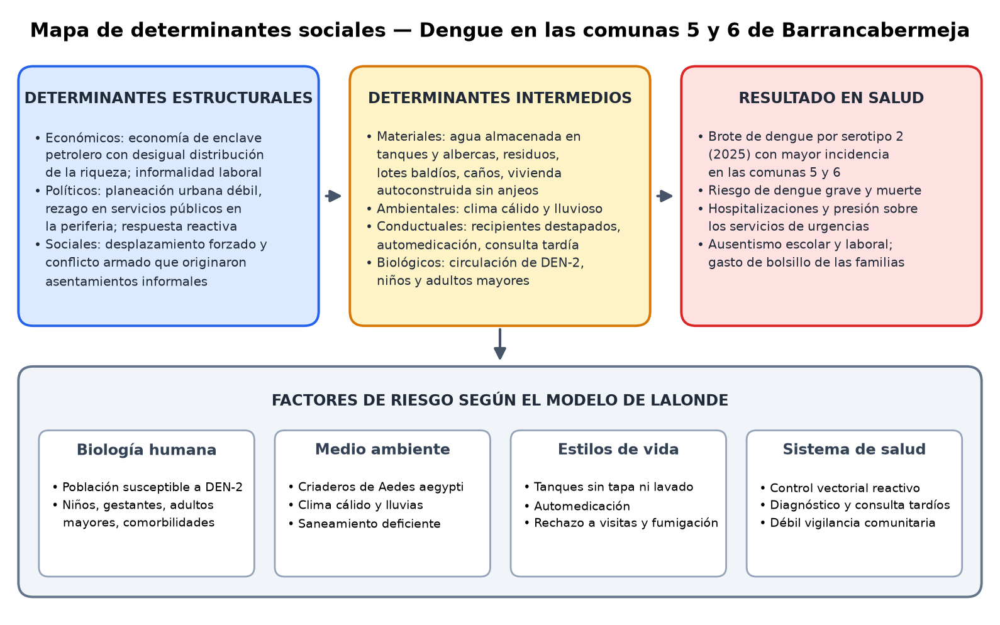 Mapa de determinantes sociales — Dengue en las comunas 5 y 6 de Barrancabermeja
DETERMINANTES ESTRUCTURALES
• Económicos: economía de enclave
petrolero con desigual distribución
de la riqueza; informalidad laboral
• Políticos: planeación urbana débil,
rezago en servicios públicos en
la periferia; respuesta reactiva
• Sociales: desplazamiento forzado y
conflicto armado que originaron
asentamientos informales
DETERMINANTES INTERMEDIOS
• Materiales: agua almacenada en
tanques y albercas, residuos,
lotes baldíos, caños, vivienda
autoconstruida sin anjeos
• Ambientales: clima cálido y lluvioso
• Conductuales: recipientes destapados,
automedicación, consulta tardía
• Biológicos: circulación de DEN-2,
niños y adultos mayores
RESULTADO EN SALUD
• Brote de dengue por serotipo 2
(2025) con mayor incidencia
en las comunas 5 y 6
• Riesgo de dengue grave y muerte
• Hospitalizaciones y presión sobre
los servicios de urgencias
• Ausentismo escolar y laboral;
gasto de bolsillo de las familias
FACTORES DE RIESGO SEGÚN EL MODELO DE LALONDE
Biología humana
• Población susceptible a DEN-2
• Niños, gestantes, adultos
mayores, comorbilidades
Medio ambiente
• Criaderos de Aedes aegypti
• Clima cálido y lluvias
• Saneamiento deficiente
Estilos de vida
• Tanques sin tapa ni lavado
• Automedicación
• Rechazo a visitas y fumigación
Sistema de salud
• Control vectorial reactivo
• Diagnóstico y consulta tardíos
• Débil vigilancia comunitaria